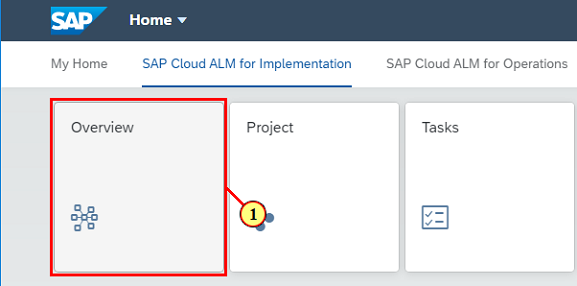 SAP Home
My Home SAP Cloud ALM for Implementation SAP Cloud ALM for Operations
Overview Project Tasks
1